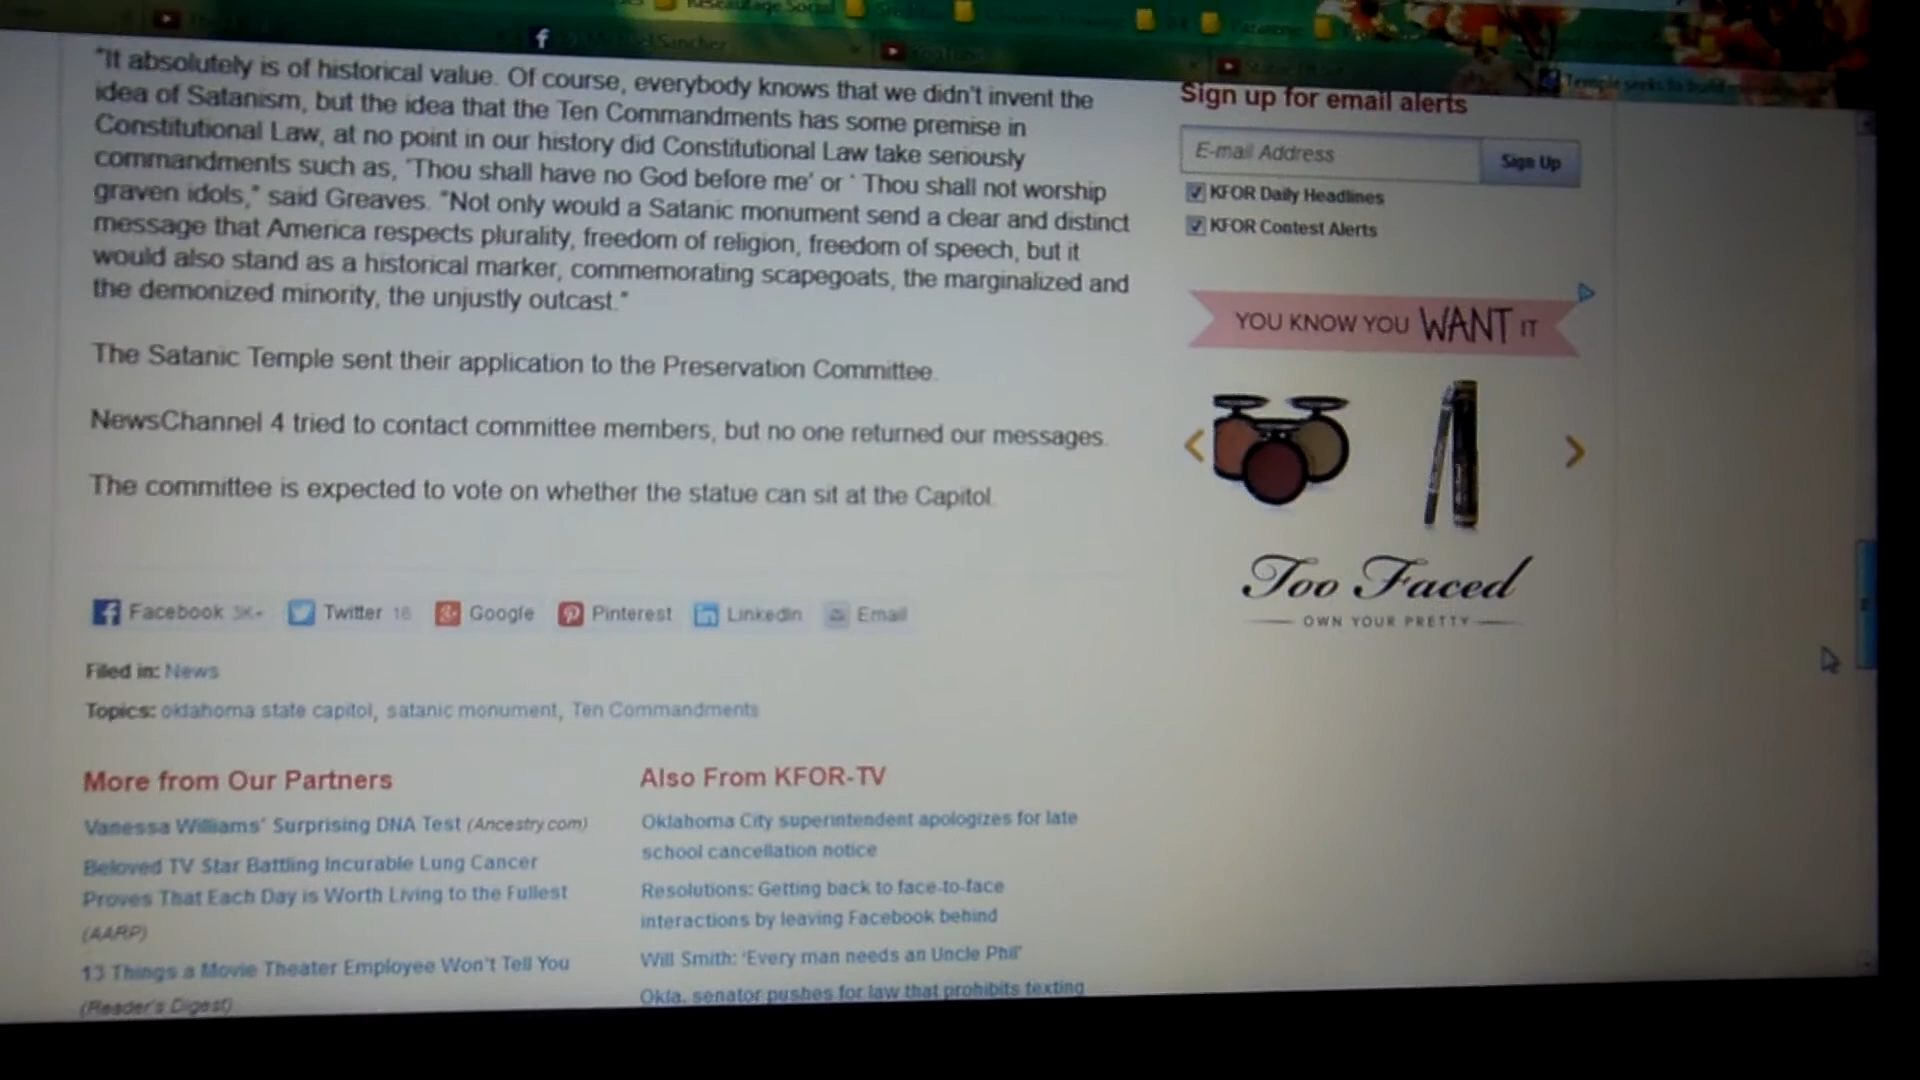 Réseautage Social
Sanchez
Temple seeks to build
"It absolutely is of historical value. Of course, everybody knows that we didn't invent the
idea of Satanism, but the idea that the Ten Commandments has some premise in
Constitutional Law, at no point in our history did Constitutional Law take seriously
commandments such as, 'Thou shall have no God before me' or ' Thou shall not worship
graven idols," said Greaves. "Not only would a Satanic monument send a clear and distinct
message that America respects plurality, freedom of religion, freedom of speech, but it
would also stand as a historical marker, commemorating scapegoats, the marginalized and
the demonized minority, the unjustly outcast."
The Satanic Temple sent their application to the Preservation Committee.
NewsChannel 4 tried to contact committee members, but no one returned our messages.
The committee is expected to vote on whether the statue can sit at the Capitol.
Facebook 3K+ Twitter 16 Google Pinterest LinkedIn Email
Filed in: News
Topics: oklahoma state capitol, satanic monument, Ten Commandments
More from Our Partners
Vanessa Williams' Surprising DNA Test (Ancestry.com)
Beloved TV Star Battling Incurable Lung Cancer
Proves That Each Day is Worth Living to the Fullest
(AARP)
13 Things a Movie Theater Employee Won't Tell You
(Reader's Digest)
Also From KFOR-TV
Oklahoma City superintendent apologizes for late
school cancellation notice
Resolutions: Getting back to face-to-face
interactions by leaving Facebook behind
Will Smith: 'Every man needs an Uncle Phil'
Okla. senator pushes for law that prohibits texting
Sign up for email alerts
E-mail Address Sign Up
KFOR Daily Headlines
KFOR Contest Alerts
YOU KNOW YOU WANT IT
Too Faced
OWN YOUR PRETTY